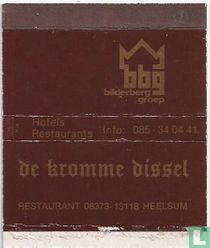 bbg
bilderberg
groep
Hotels
Restaurants Info: 085-34 04 41
de kromme dissel
RESTAURANT 08373-13118 HEELSUM